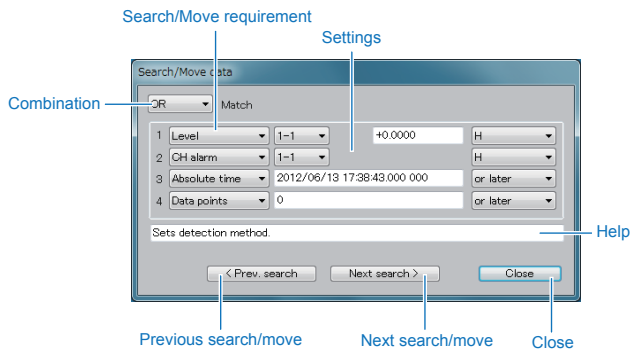 Search/Move requirement
Settings
Search/Move data
Combination
OR Match
1 Level 1-1 +0.0000 H
2 CH alarm 1-1 H
3 Absolute time 2012/06/13 17:38:43.000 000 or later
4 Data points 0 or later
Sets detection method.
Help
< Prev. search Next search > Close
Previous search/move Next search/move Close